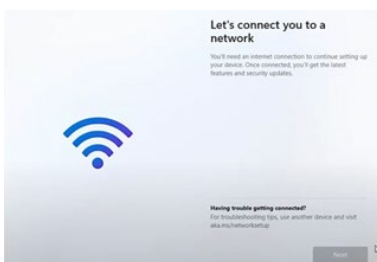 Let's connect you to a
network
You'll need an internet connection to continue setting up
your device. Once connected, you'll get the latest
features and security updates.
Having trouble getting connected?
For troubleshooting tips, use another device and visit
aka.ms/networksetup
Next